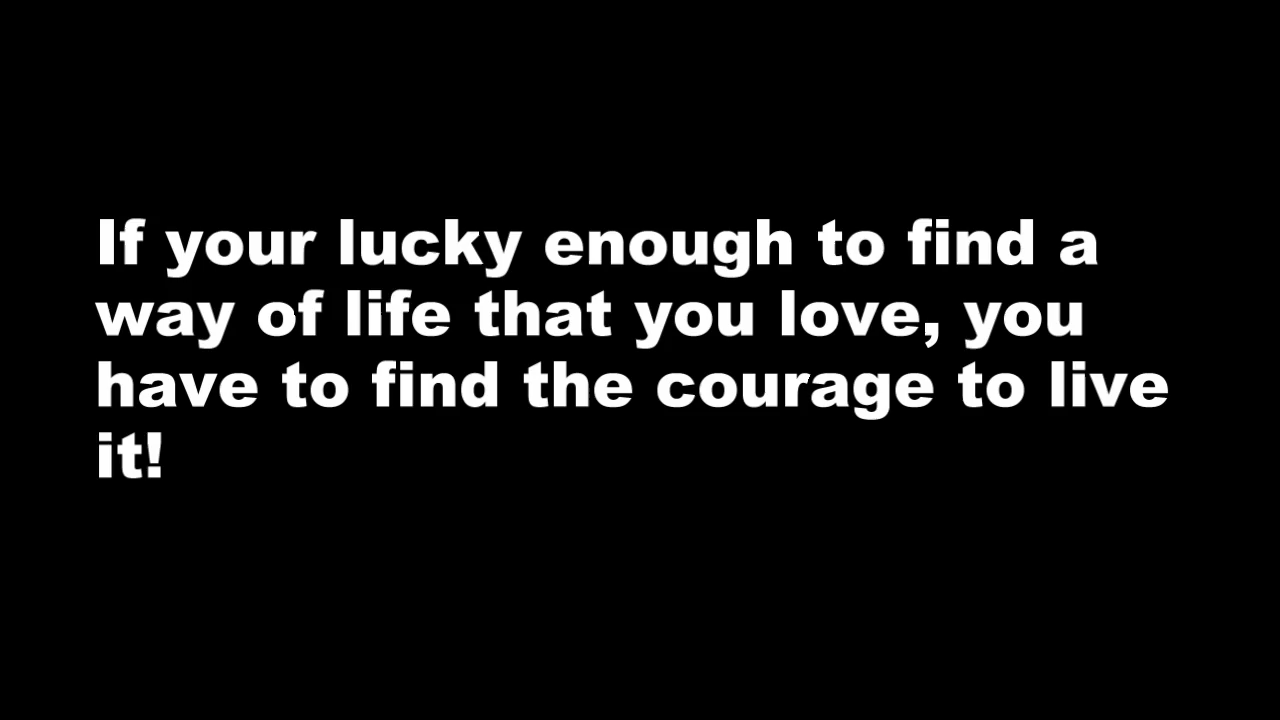 If your lucky enough to find a
way of life that you love, you
have to find the courage to live
it!